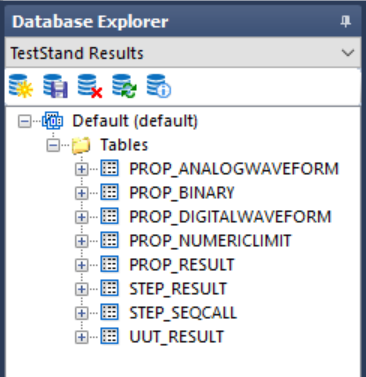 Database Explorer
TestStand Results
Default (default)
Tables
PROP_ANALOGWAVEFORM
PROP_BINARY
PROP_DIGITALWAVEFORM
PROP_NUMERICLIMIT
PROP_RESULT
STEP_RESULT
STEP_SEQCALL
UUT_RESULT